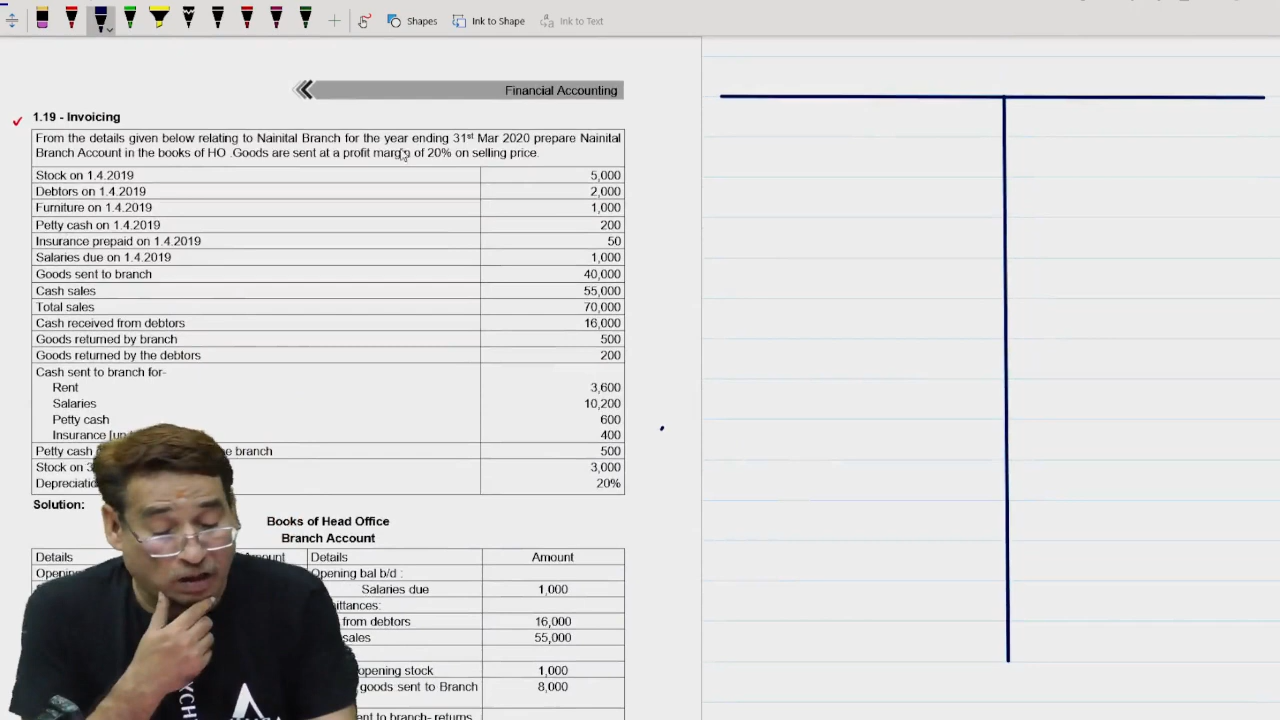 Shapes Ink to Shape Ink to Text
Financial Accounting
1.19 - Invoicing
From the details given below relating to Nainital Branch for the year ending 31st Mar 2020 prepare Nainital
Branch Account in the books of HO .Goods are sent at a profit margin of 20% on selling price.
Stock on 1.4.2019 5,000
Debtors on 1.4.2019 2,000
Furniture on 1.4.2019 1,000
Petty cash on 1.4.2019 200
Insurance prepaid on 1.4.2019 50
Salaries due on 1.4.2019 1,000
Goods sent to branch 40,000
Cash sales 55,000
Total sales 70,000
Cash received from debtors 16,000
Goods returned by branch 500
Goods returned by the debtors 200
Cash sent to branch for-
Rent 3,600
Salaries 10,200
Petty cash 600
Insurance 400
Petty cash branch 500
Stock on 3,000
20%
Solution:
Books of Head Office
Branch Account
Details Amount Details Amount
Opening bal b/d :
Salaries due 1,000
from debtors 16,000
sales 55,000
opening stock 1,000
goods sent to Branch 8,000
to branch- returns